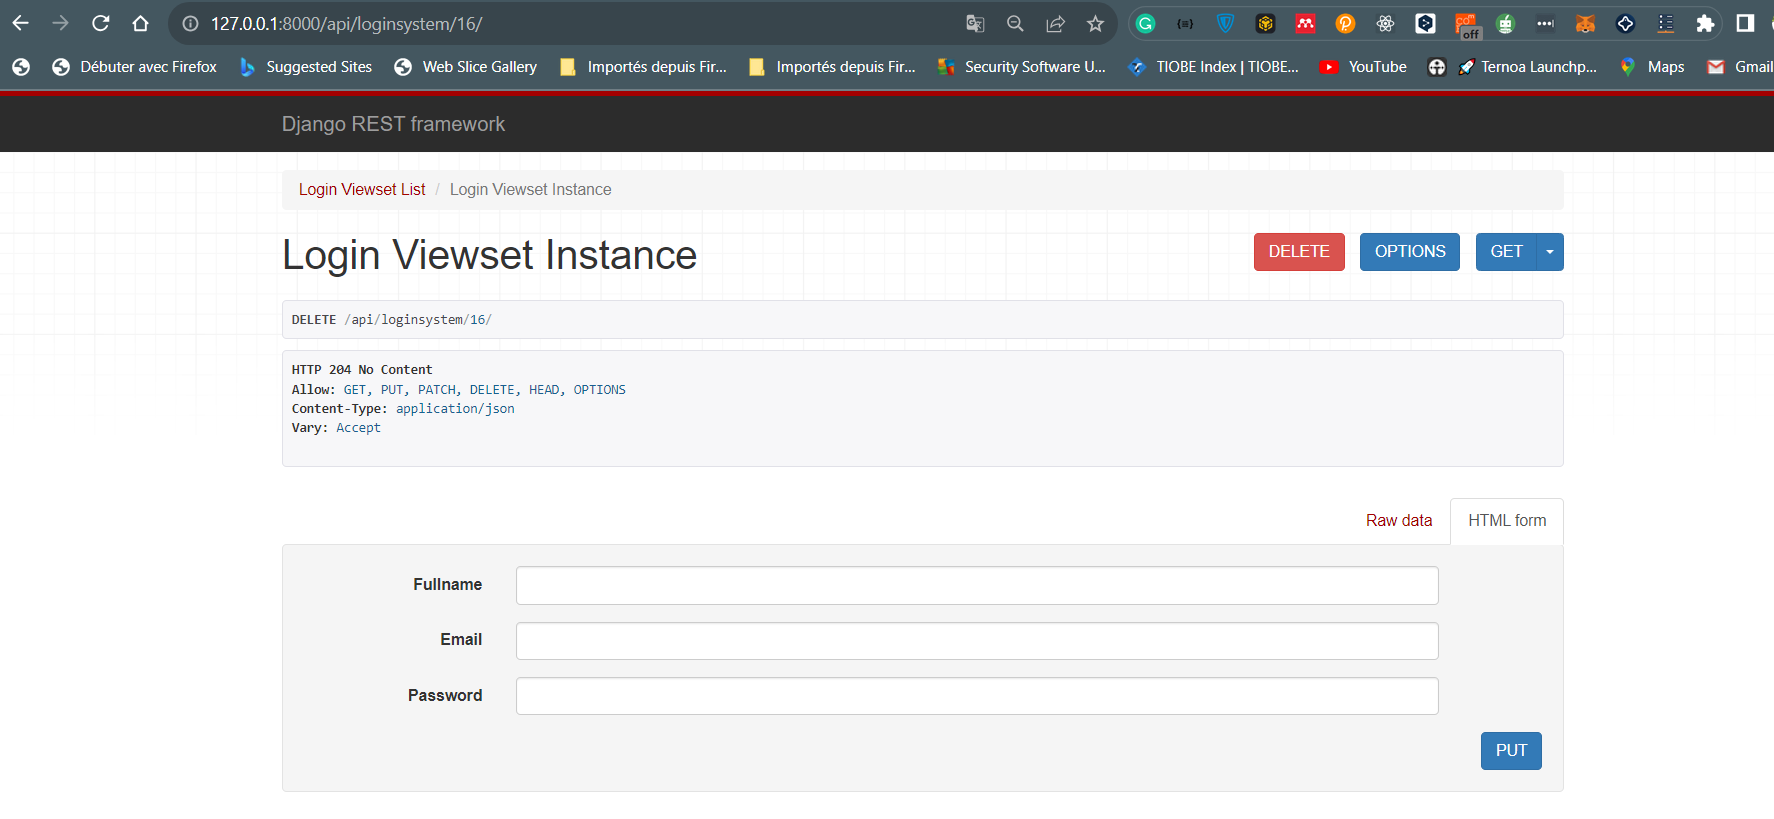 127.0.0.1:8000/api/loginsystem/16/
off
Débuter avec Firefox
Suggested Sites
Web Slice Gallery
Importés depuis Fir...
Importés depuis Fir...
Security Software U...
TIOBE Index | TIOBE...
YouTube
Ternoa Launchp...
Maps
Gmail
Django REST framework
Login Viewset List / Login Viewset Instance
Login Viewset Instance
DELETE
OPTIONS
GET
DELETE /api/loginsystem/16/
HTTP 204 No Content
Allow: GET, PUT, PATCH, DELETE, HEAD, OPTIONS
Content-Type: application/json
Vary: Accept
Raw data
HTML form
Fullname
Email
Password
PUT